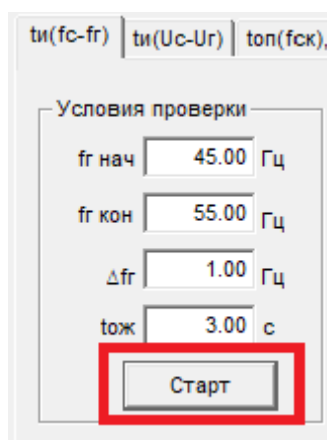 tи(fc-fг) tи(Uc-Uг) tоп(fск),
Условия проверки
fг нач 45.00 Гц
fг кон 55.00 Гц
Δfг 1.00 Гц
tож 3.00 с
Старт